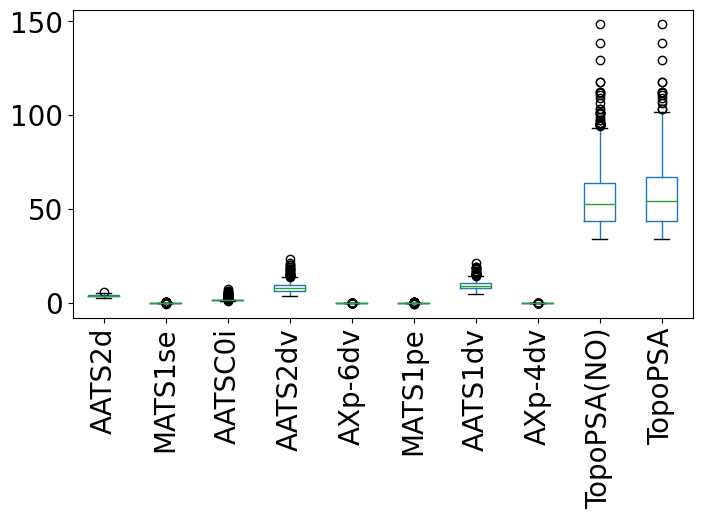 150
100
50
0
AATS2d
MATS1se
AATSC0i
AATS2dv
AXp-6dv
MATS1pe
AATS1dv
AXp-4dv
TopoPSA(NO)
TopoPSA